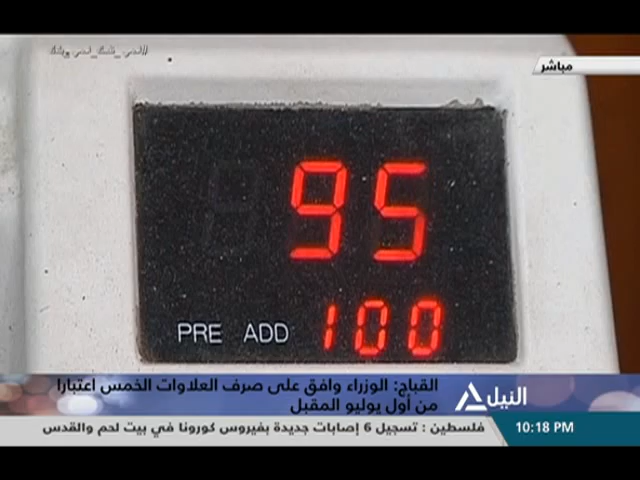 #احمي_نفسك_احمي_بلدك
مباشر
95
PRE ADD 100
القباج: الوزراء وافق على صرف العلاوات الخمس اعتبارا
من أول يوليو المقبل
النيل
فلسطين : تسجيل 6 إصابات جديدة بفيروس كورونا في بيت لحم والقدس
10:18 PM